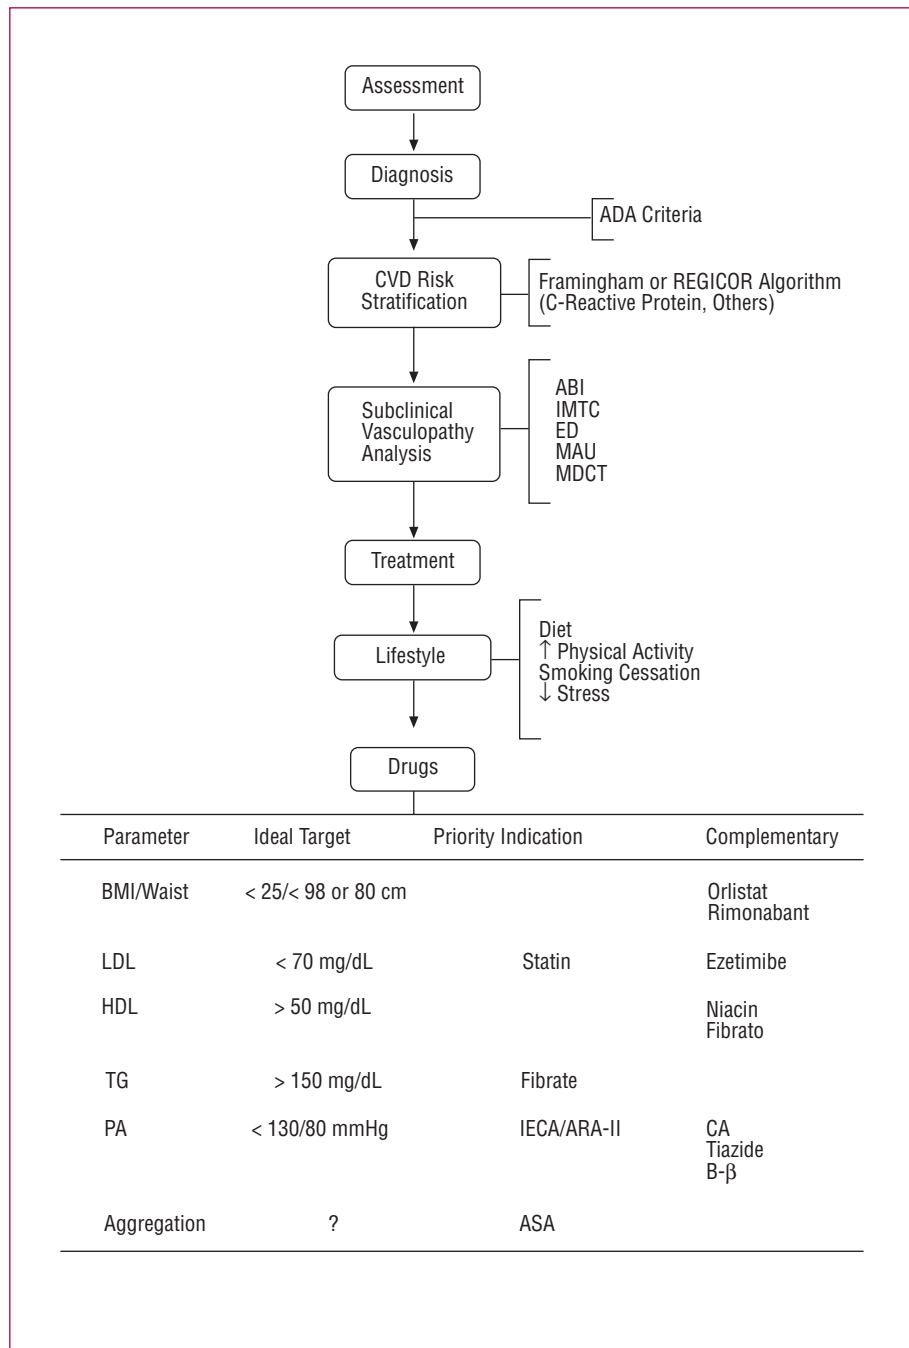 Assessment
Diagnosis
ADA Criteria
CVD Risk
Stratification
Framingham or REGICOR Algorithm
(C-Reactive Protein, Others)
Subclinical
Vasculopathy
Analysis
ABI
IMTC
ED
MAU
MDCT
Treatment
Lifestyle
Diet
↑ Physical Activity
Smoking Cessation
↓ Stress
Drugs
Parameter Ideal Target Priority Indication Complementary
BMI/Waist < 25/< 98 or 80 cm Orlistat
Rimonabant
LDL < 70 mg/dL Statin Ezetimibe
HDL > 50 mg/dL Niacin
Fibrato
TG > 150 mg/dL Fibrate
PA < 130/80 mmHg IECA/ARA-II CA
Tiazide
B-β
Aggregation ? ASA